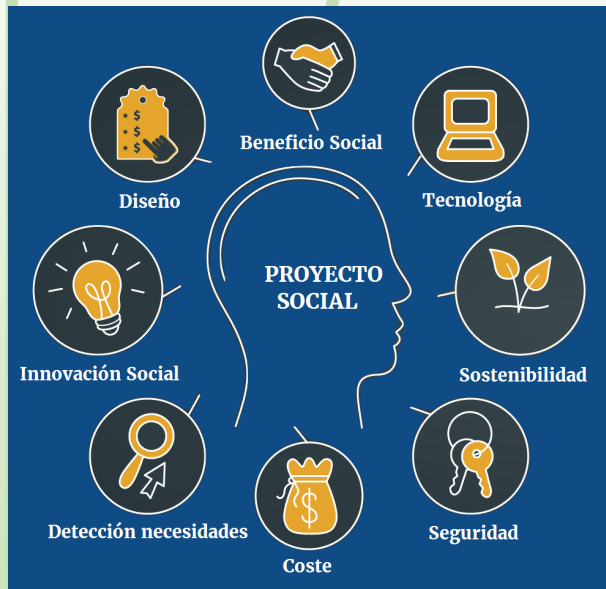 Beneficio Social
Diseño
Tecnología
PROYECTO
SOCIAL
Innovación Social
Sostenibilidad
Detección necesidades
Seguridad
Coste
$
$
$
$